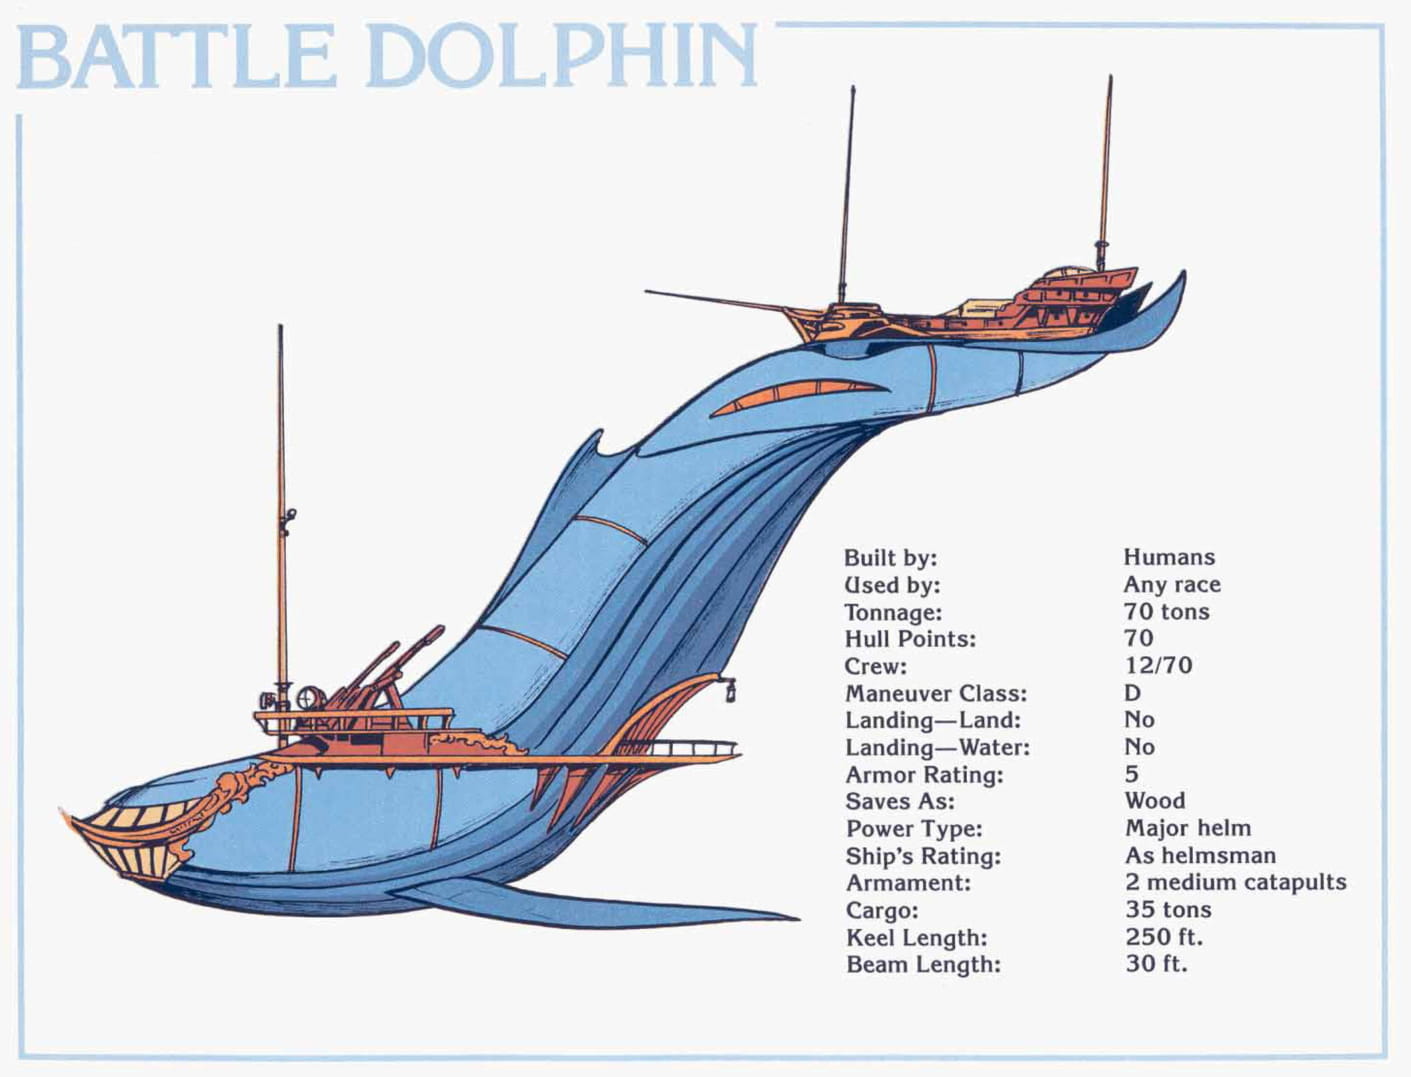 BATTLE DOLPHIN
Built by: Humans
Used by: Any race
Tonnage: 70 tons
Hull Points: 70
Crew: 12/70
Maneuver Class: D
Landing—Land: No
Landing—Water: No
Armor Rating: 5
Saves As: Wood
Power Type: Major helm
Ship's Rating: As helmsman
Armament: 2 medium catapults
Cargo: 35 tons
Keel Length: 250 ft.
Beam Length: 30 ft.